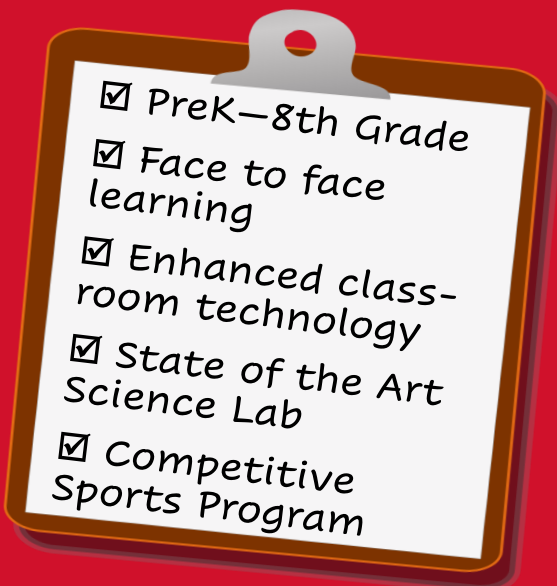 ☑ PreK—8th Grade
☑ Face to face
learning
☑ Enhanced class-
room technology
☑ State of the Art
Science Lab
☑ Competitive
Sports Program